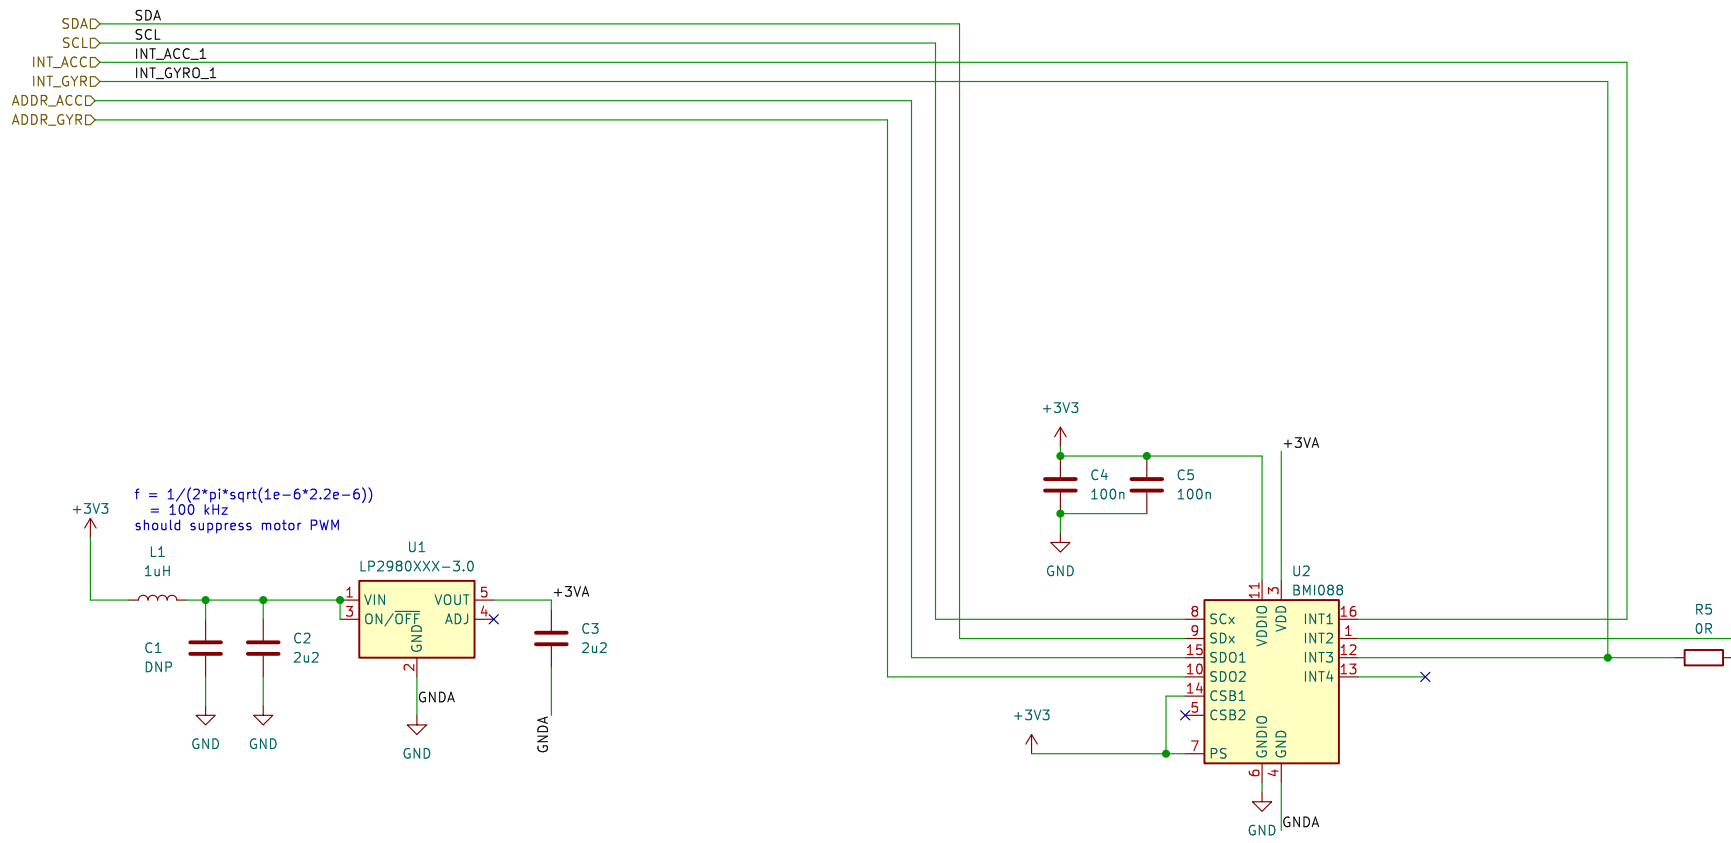 SDA
SDA
SCL
SCL
INT_ACC
INT_ACC_1
INT_GYR
INT_GYRO_1
ADDR_ACC
ADDR_GYR
+3V3
f = 1/(2*pi*sqrt(1e-6*2.2e-6))
= 100 kHz
should suppress motor PWM
L1
1uH
C1
DNP
GND
C2
2u2
GND
U1
LP2980XXX-3.0
1
VIN
3
ON/OFF
GND
2
VOUT
5
ADJ
4
GNDA
GND
+3VA
C3
2u2
GNDA
+3V3
C4
100n
C5
100n
GND
+3VA
U2
BMI088
11
3
VDDIO
VDD
8
SCx
9
SDx
15
SDO1
10
SDO2
14
CSB1
5
CSB2
7
PS
INT1
16
INT2
1
INT3
12
INT4
13
GNDIO
GND
6
4
+3V3
GND
GNDA
R5
0R